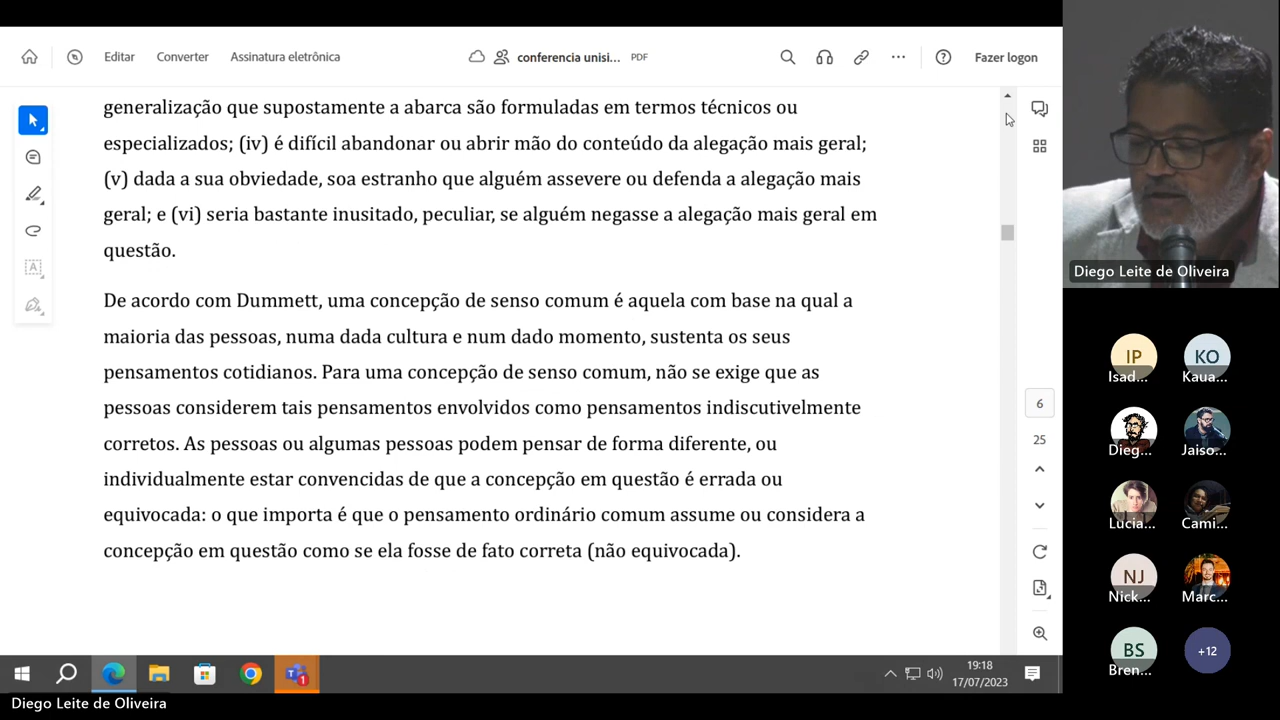 Editar
Converter
Assinatura eletrônica
conferencia unisi...
PDF
Fazer logon
generalização que supostamente a abarca são formuladas em termos técnicos ou
especializados; (iv) é difícil abandonar ou abrir mão do conteúdo da alegação mais geral;
(v) dada a sua obviedade, soa estranho que alguém assevere ou defenda a alegação mais
geral; e (vi) seria bastante inusitado, peculiar, se alguém negasse a alegação mais geral em
questão.
De acordo com Dummett, uma concepção de senso comum é aquela com base na qual a
maioria das pessoas, numa dada cultura e num dado momento, sustenta os seus
pensamentos cotidianos. Para uma concepção de senso comum, não se exige que as
pessoas considerem tais pensamentos envolvidos como pensamentos indiscutivelmente
corretos. As pessoas ou algumas pessoas podem pensar de forma diferente, ou
individualmente estar convencidas de que a concepção em questão é errada ou
equivocada: o que importa é que o pensamento ordinário comum assume ou considera a
concepção em questão como se ela fosse de fato correta (não equivocada).
6
25
19:18
17/07/2023
Diego Leite de Oliveira
Diego Leite de Oliveira
IP
Isad...
KO
Kaua...
Dieg...
Jaiso...
Lucia...
Cami...
NJ
Nick...
Marc...
BS
Bren...
+12